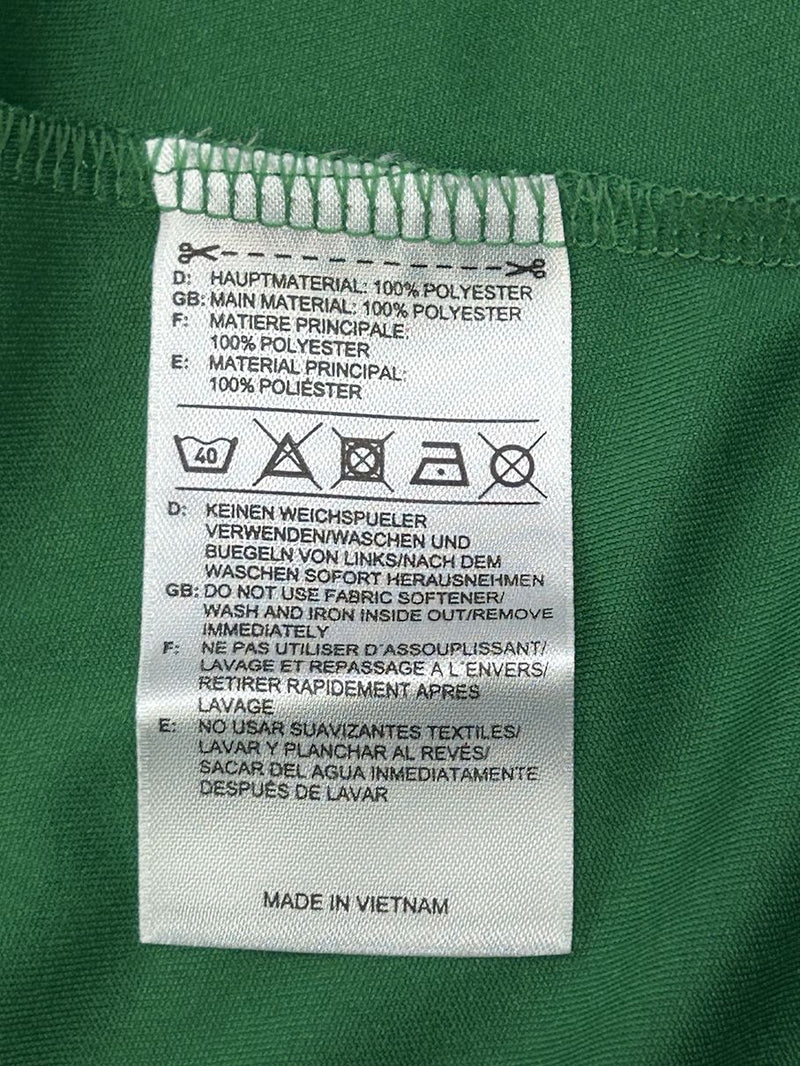 D: HAUPTMATERIAL: 100% POLYESTER
GB: MAIN MATERIAL: 100% POLYESTER
F: MATIERE PRINCIPALE:
100% POLYESTER
E: MATERIAL PRINCIPAL:
100% POLIÉSTER
40
D: KEINEN WEICHSPUELER
VERWENDEN/WASCHEN UND
BUEGELN VON LINKS/NACH DEM
WASCHEN SOFORT HERAUSNEHMEN
GB: DO NOT USE FABRIC SOFTENER/
WASH AND IRON INSIDE OUT/REMOVE
IMMEDIATELY
F: NE PAS UTILISER D'ASSOUPLISSANT/
LAVAGE ET REPASSAGE A L'ENVERS/
RETIRER RAPIDEMENT APRES
LAVAGE
E: NO USAR SUAVIZANTES TEXTILES/
LAVAR Y PLANCHAR AL REVÉS/
SACAR DEL AGUA INMEDIATAMENTE
DESPUÉS DE LAVAR
MADE IN VIETNAM